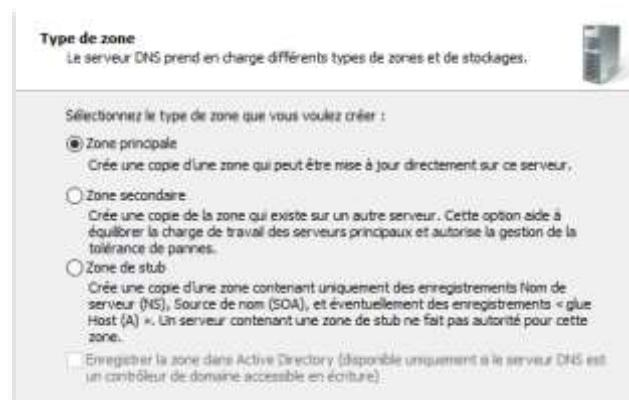 Type de zone
Le serveur DNS prend en charge différents types de zones et de stockages.
Sélectionnez le type de zone que vous voulez créer :
Zone principale
Crée une copie d'une zone qui peut être mise à jour directement sur ce serveur.
Zone secondaire
Crée une copie de la zone qui existe sur un autre serveur. Cette option aide à
équilibrer la charge de travail des serveurs principaux et autorise la gestion de la
tolérance de pannes.
Zone de stub
Crée une copie d'une zone contenant uniquement des enregistrements Nom de
serveur (NS), Source de nom (SOA), et éventuellement des enregistrements « glue
Host (A) ». Un serveur contenant une zone de stub ne fait pas autorité pour cette
zone.
Enregistrer la zone dans Active Directory (disponible uniquement si le serveur DNS est
un contrôleur de domaine accessible en écriture)